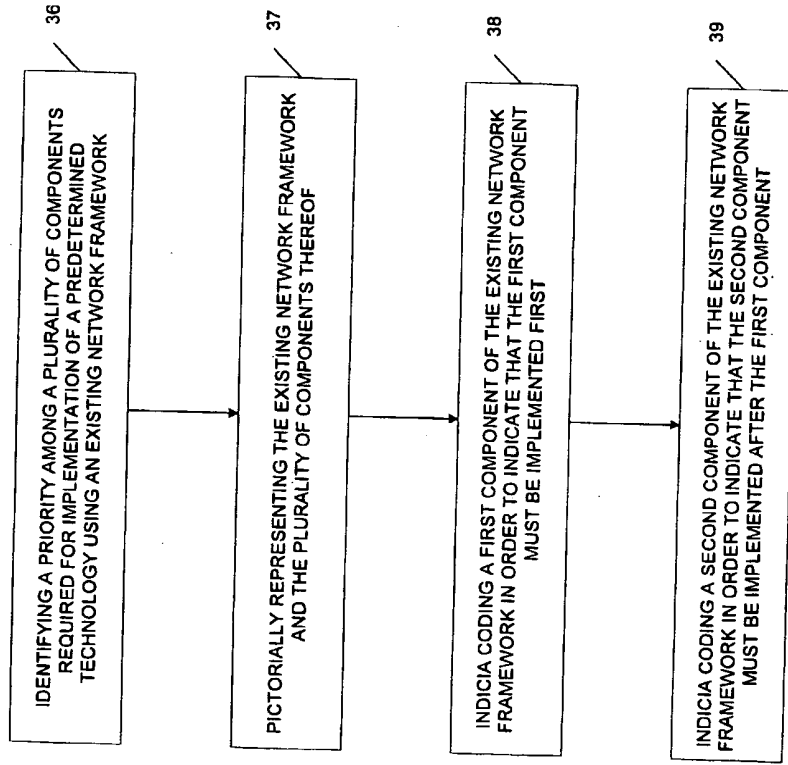 36
IDENTIFYING A PRIORITY AMONG A PLURALITY OF COMPONENTS
REQUIRED FOR IMPLEMENTATION OF A PREDETERMINED
TECHNOLOGY USING AN EXISTING NETWORK FRAMEWORK
37
PICTORIALLY REPRESENTING THE EXISTING NETWORK FRAMEWORK
AND THE PLURALITY OF COMPONENTS THEREOF
38
INDICIA CODING A FIRST COMPONENT OF THE EXISTING NETWORK
FRAMEWORK IN ORDER TO INDICATE THAT THE FIRST COMPONENT
MUST BE IMPLEMENTED FIRST
39
INDICIA CODING A SECOND COMPONENT OF THE EXISTING NETWORK
FRAMEWORK IN ORDER TO INDICATE THAT THE SECOND COMPONENT
MUST BE IMPLEMENTED AFTER THE FIRST COMPONENT